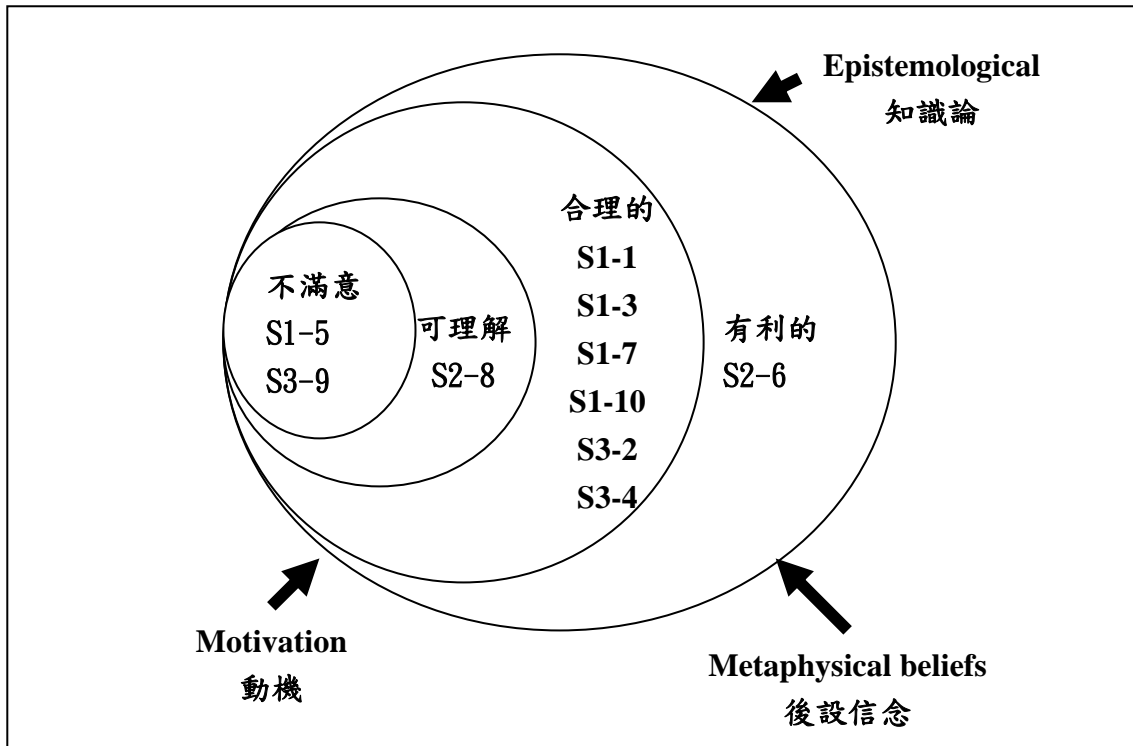 Epistemological
知識論
不滿意
S1-5
S3-9
可理解
S2-8
合理的
S1-1
S1-3
S1-7
S1-10
S3-2
S3-4
有利的
S2-6
Motivation
動機
Metaphysical beliefs
後設信念